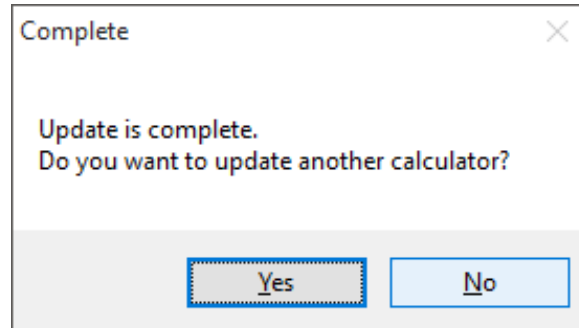 Complete
Update is complete.
Do you want to update another calculator?
Yes No